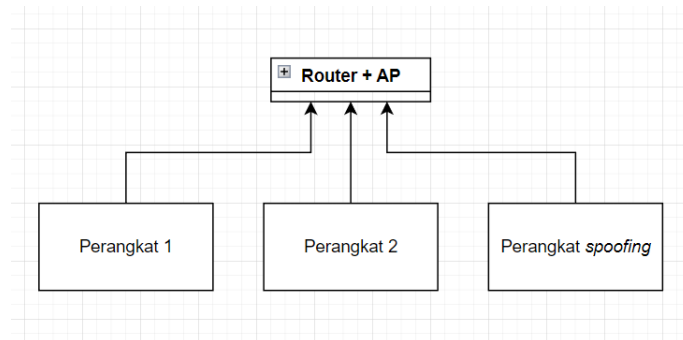 Router + AP
Perangkat 1
Perangkat 2
Perangkat spoofing